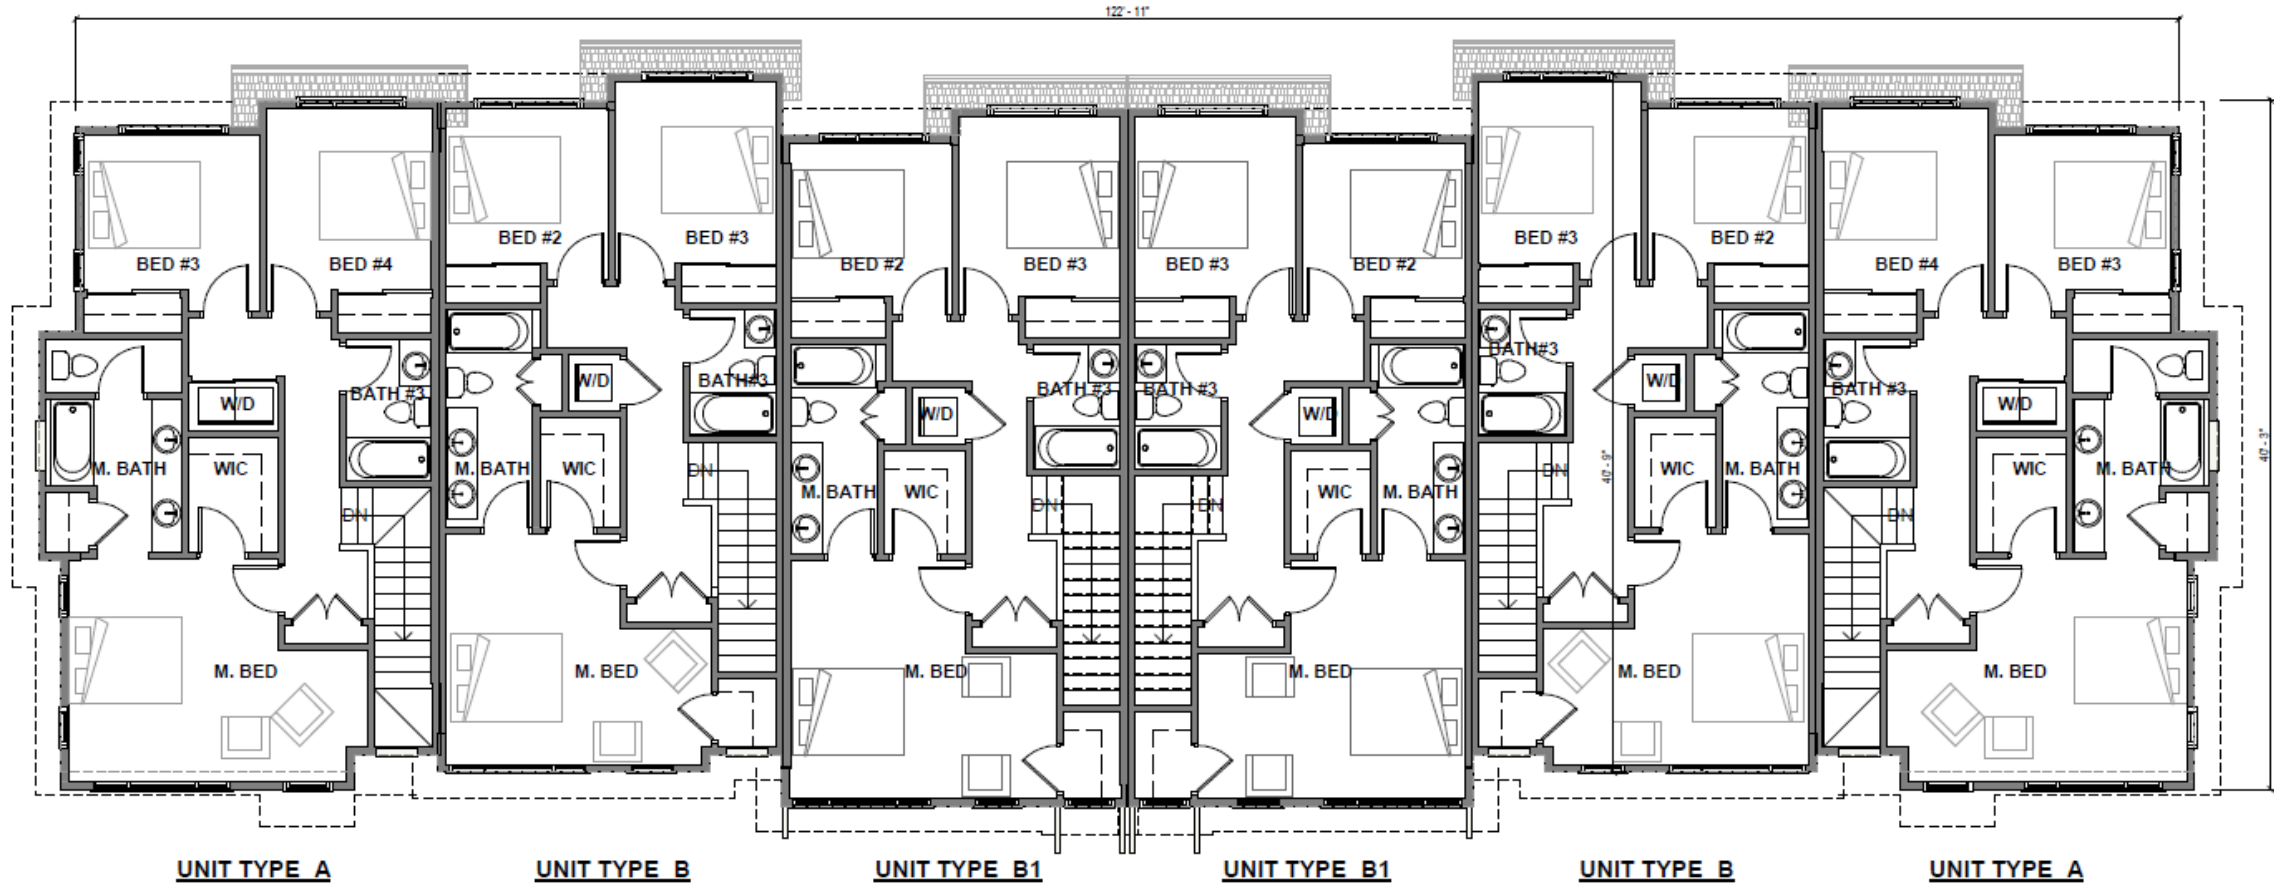 122' - 11"
BED #2
BED #3
BED #3
BED #2
BED #3
BED #4
BED #2
BED #3
BED #3
BED #2
BED #4
BED #3
W/D
W/D
BATH#3
BATH #3
W/D
BATH #3
BATH #3
W/D
BATH#3
W/D
BATH #3
W/D
M. BATH
WIC
M. BATH
WIC
DN
M. BATH
WIC
WIC
M. BATH
DN
40' - 9"
WIC
M. BATH
WIC
M. BATH
40' - 3"
DN
DN
DN
DN
M. BED
M. BED
M. BED
M. BED
M. BED
M. BED
UNIT TYPE A
UNIT TYPE B
UNIT TYPE B1
UNIT TYPE B1
UNIT TYPE B
UNIT TYPE A